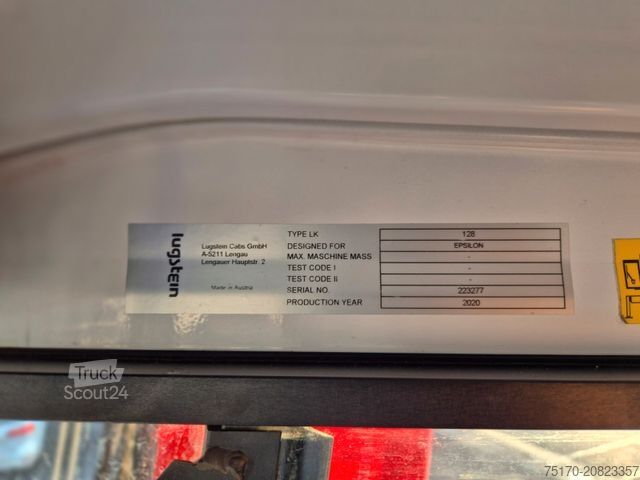 lugstein
Lugstein Cabs GmbH
A-5211 Lengau
Lengauer Hauptstr. 2
Made in Austria
TYPE LK 128
DESIGNED FOR EPSILON
MAX. MASCHINE MASS -
TEST CODE I -
TEST CODE II -
SERIAL NO. 223277
PRODUCTION YEAR 2020
Truck
Scout24
75170-20823357